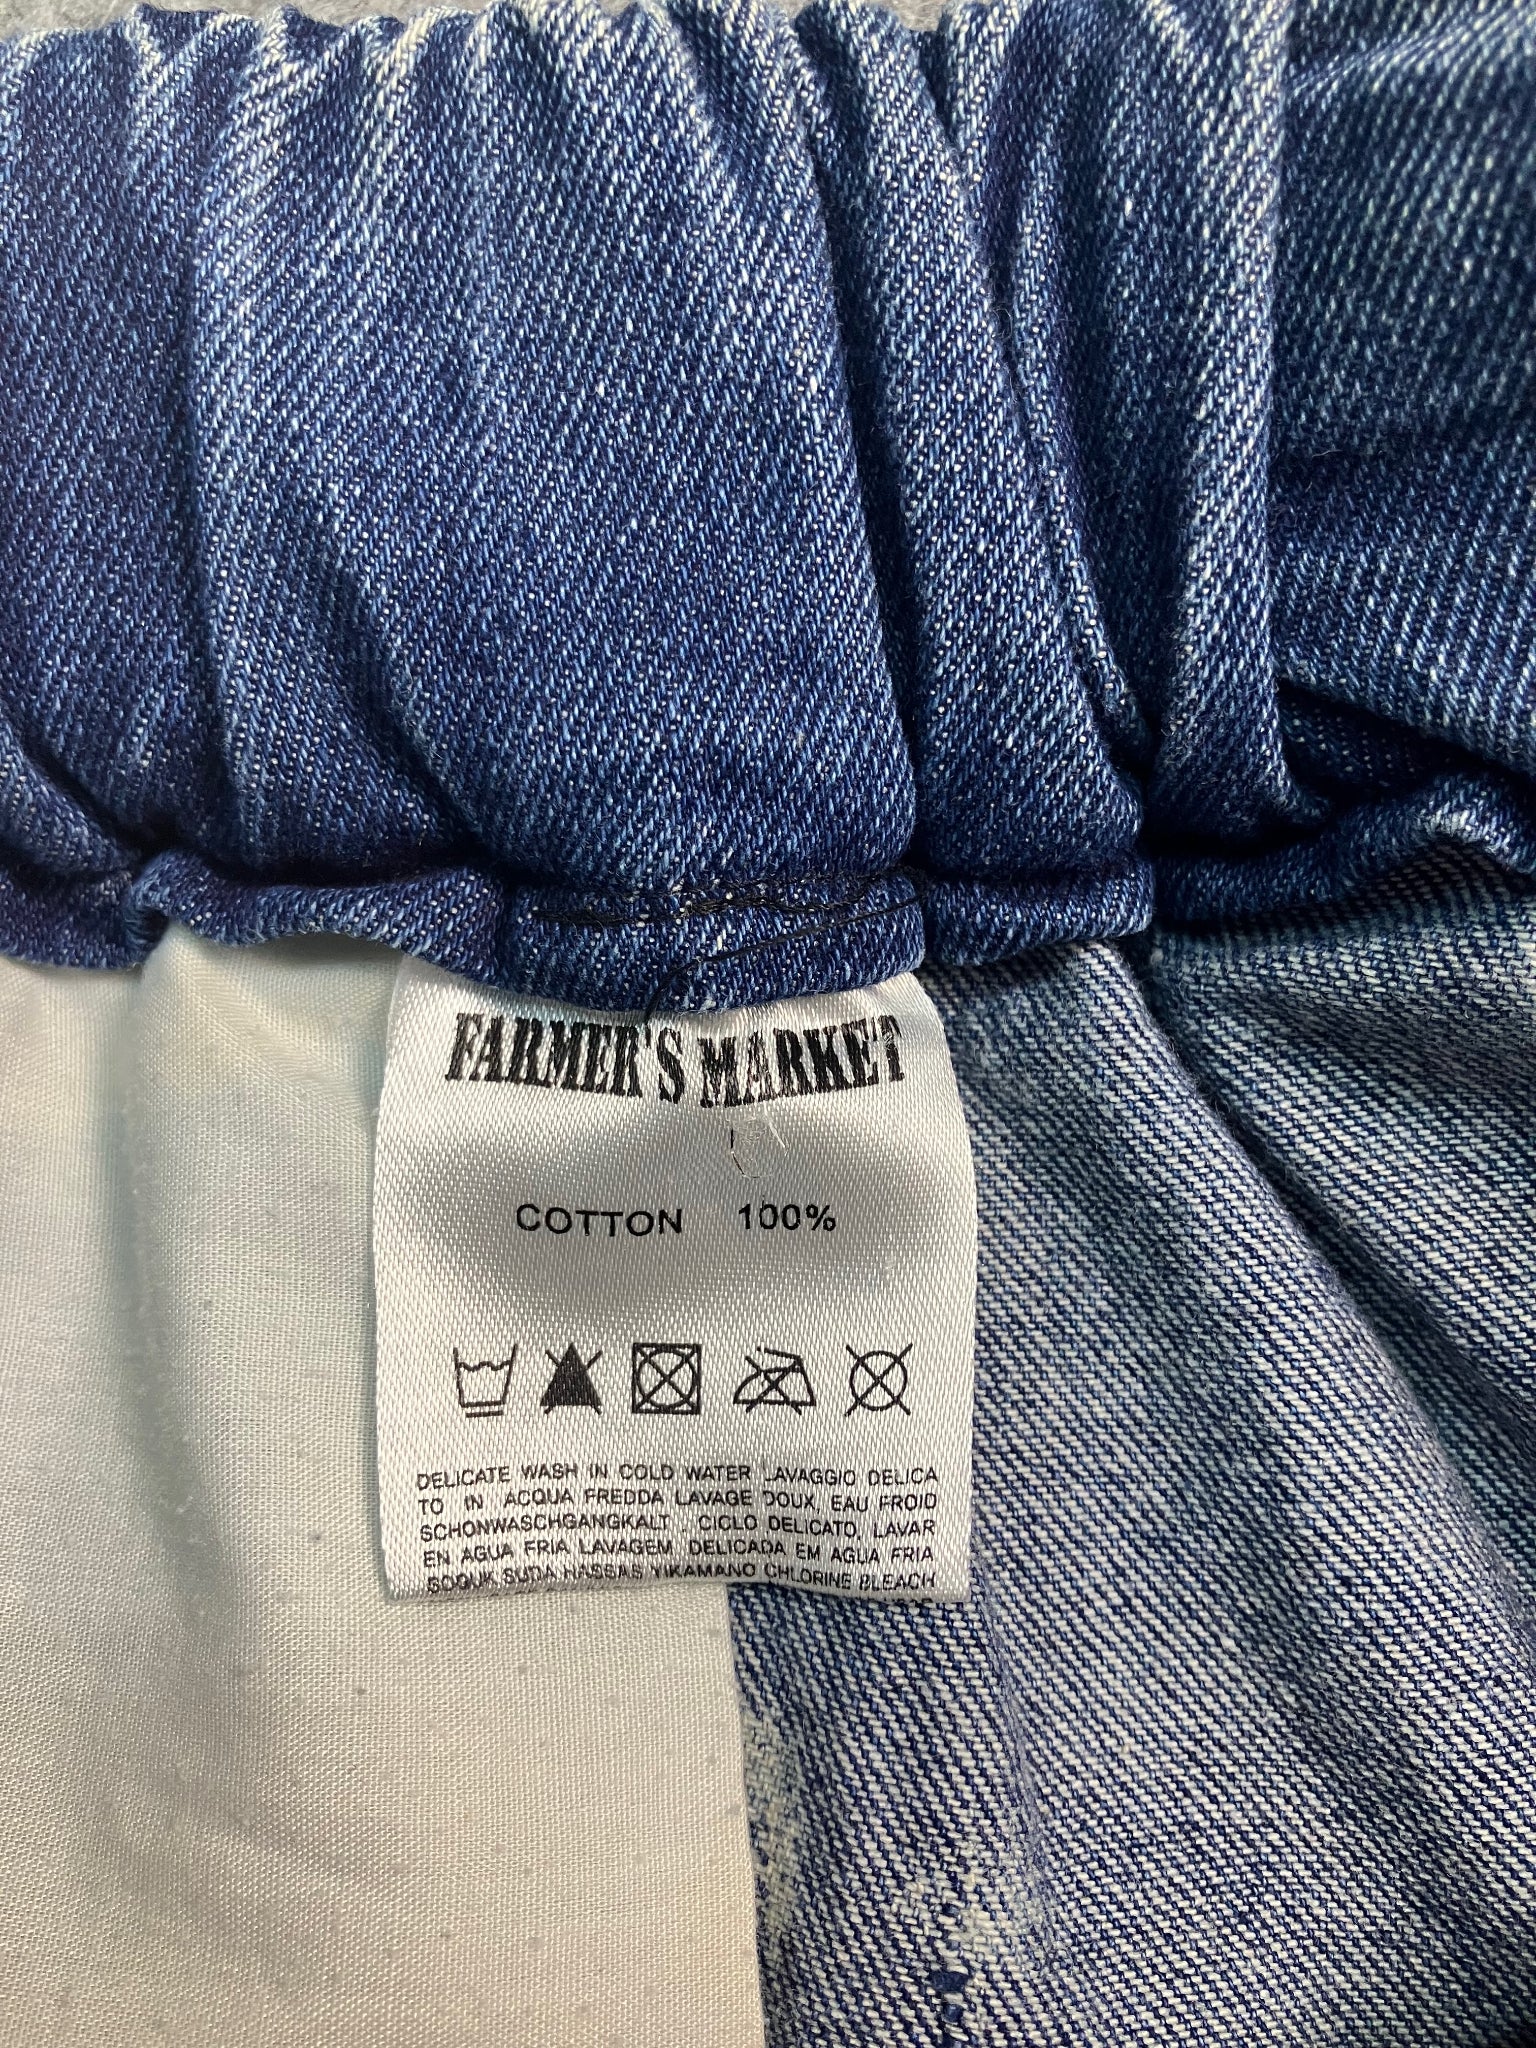 FARMER'S MARKET
COTTON 100%
DELICATE WASH IN COLD WATER LAVAGGIO DELICA
TO IN ACQUA FREDDA LAVAGE DOUX, EAU FROID
SCHONWASCHGANGKALT . CICLO DELICATO, LAVAR
EN AGUA FRIA LAVAGEM DELICADA EM AGUA FRIA
SOQUK SUDA HASSAS YIKAMANO CHLORINE BLEACH